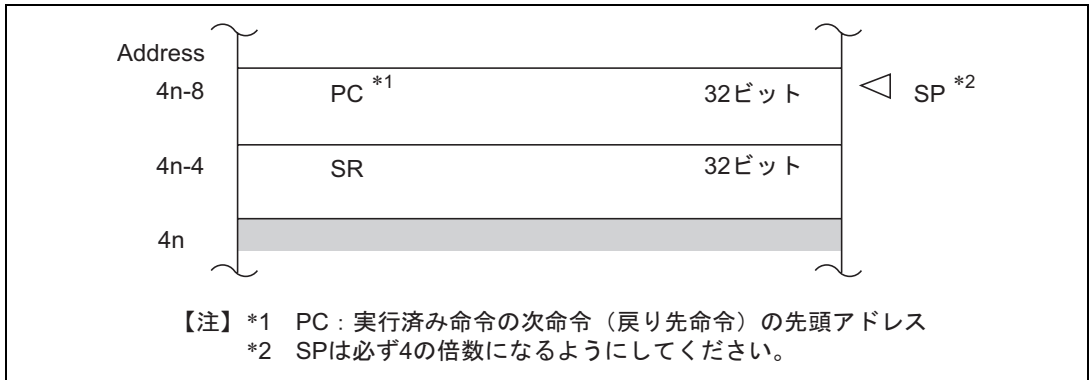 Address
4n-8 PC *1 32ビット SP *2
4n-4 SR 32ビット
4n
【注】 *1 PC：実行済み命令の次命令（戻り先命令）の先頭アドレス
*2 SPは必ず4の倍数になるようにしてください。